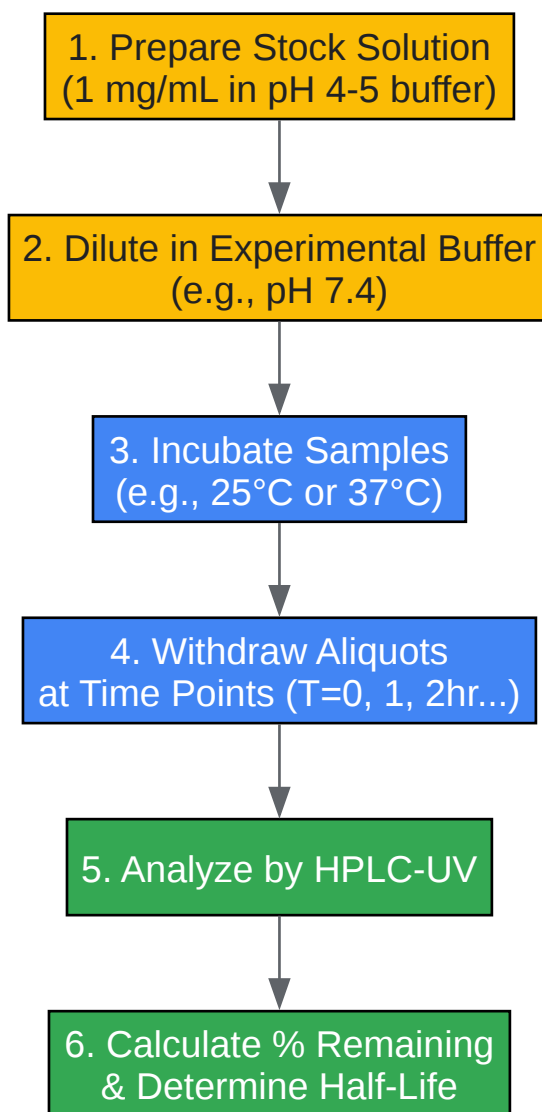 1. Prepare Stock Solution
(1 mg/mL in pH 4-5 buffer)
2. Dilute in Experimental Buffer
(e.g., pH 7.4)
3. Incubate Samples
(e.g., 25°C or 37°C)
4. Withdraw Aliquots
at Time Points (T=0, 1, 2hr...)
5. Analyze by HPLC-UV
6. Calculate % Remaining
& Determine Half-Life